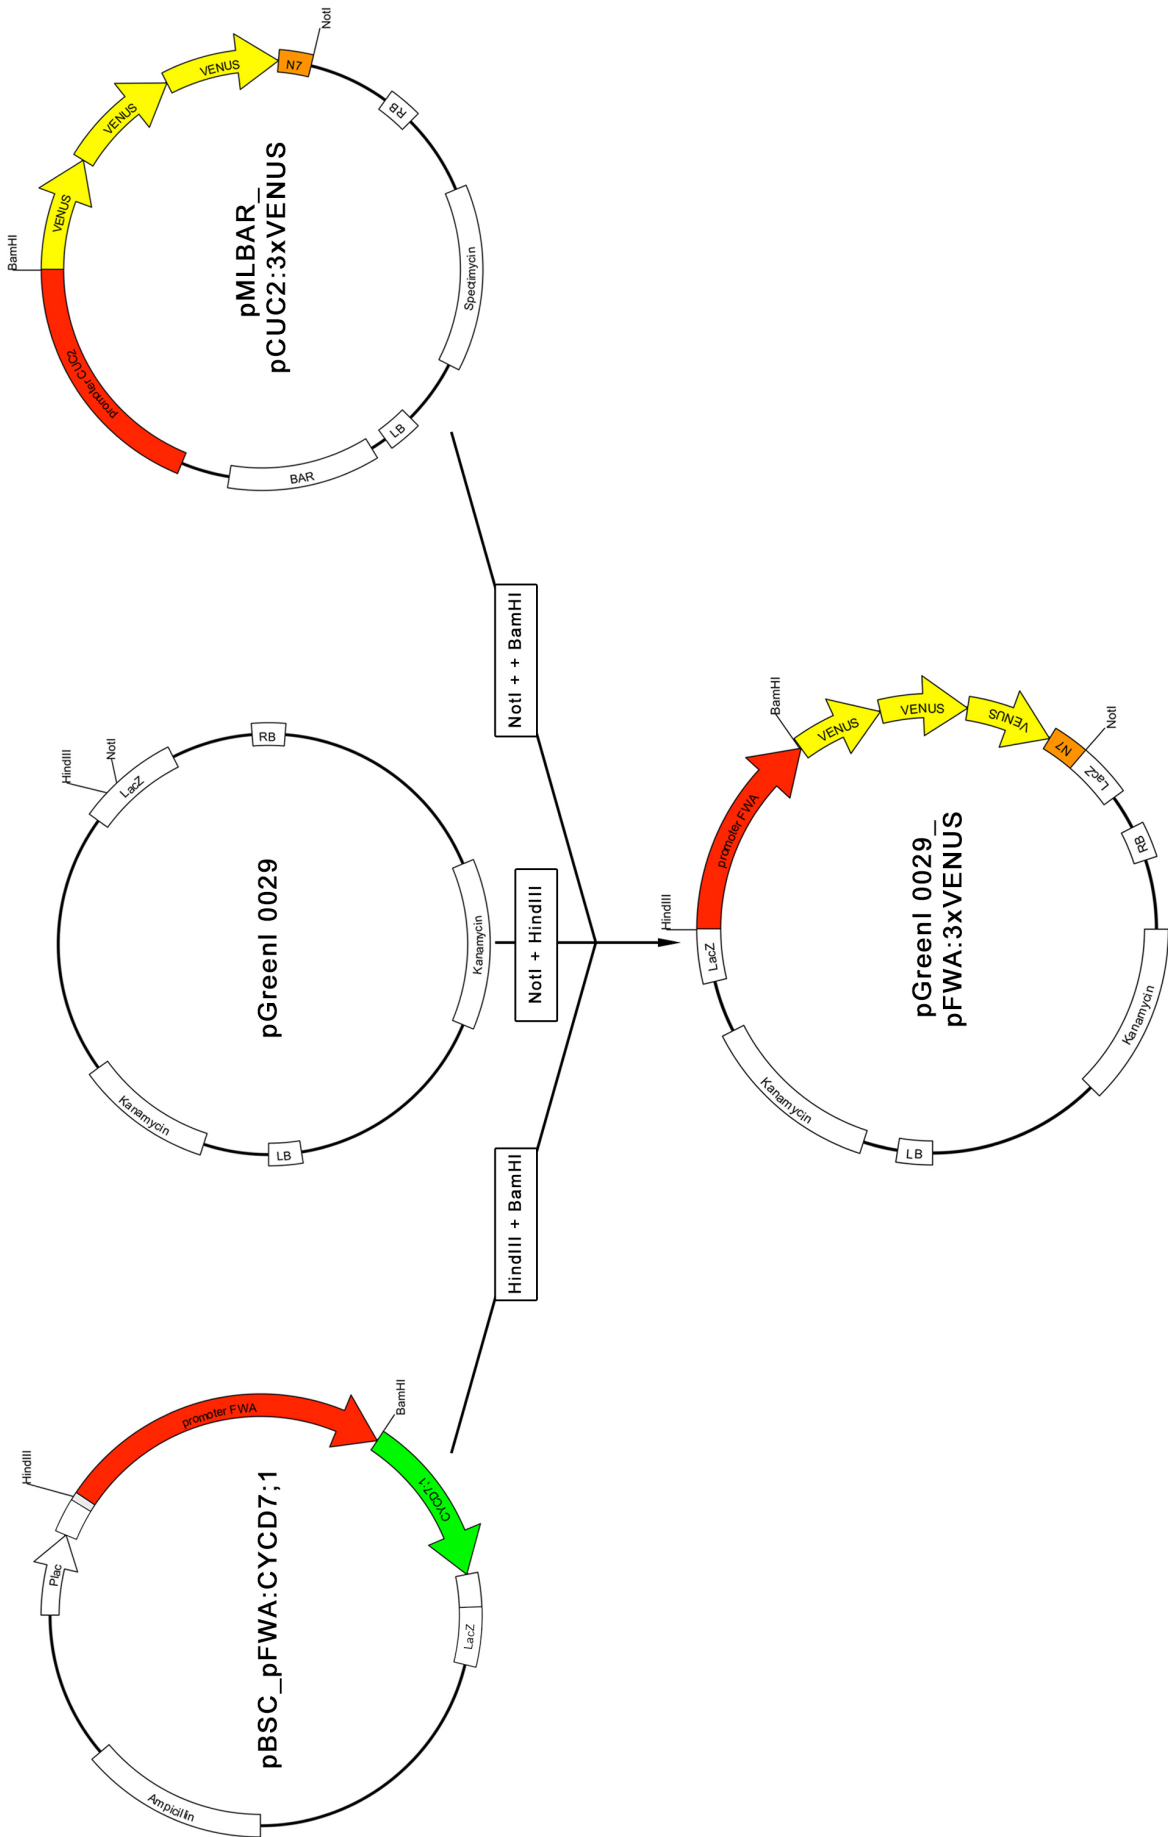 BamHI
VENUS
VENUS
VENUS
N7
NotI
RB
Spectimycin
LB
BAR
promoter CUC2
pMLBAR_
pCUC2:3xVENUS
HindIII
NotI
LacZ
RB
Kanamycin
LB
Kanamycin
pGreenI 0029
HindIII
promoter FWA
BamHI
CYCD7;1
LacZ
Ampicillin
Plac
pBSC_pFWA:CYCD7;1
NotI + + BamHI
NotI + HindIII
HindIII + BamHI
HindIII
promoter FWA
BamHI
VENUS
VENUS
VENUS
N7
NotI
LacZ
RB
Kanamycin
LB
Kanamycin
LacZ
pGreenI 0029_
pFWA:3xVENUS